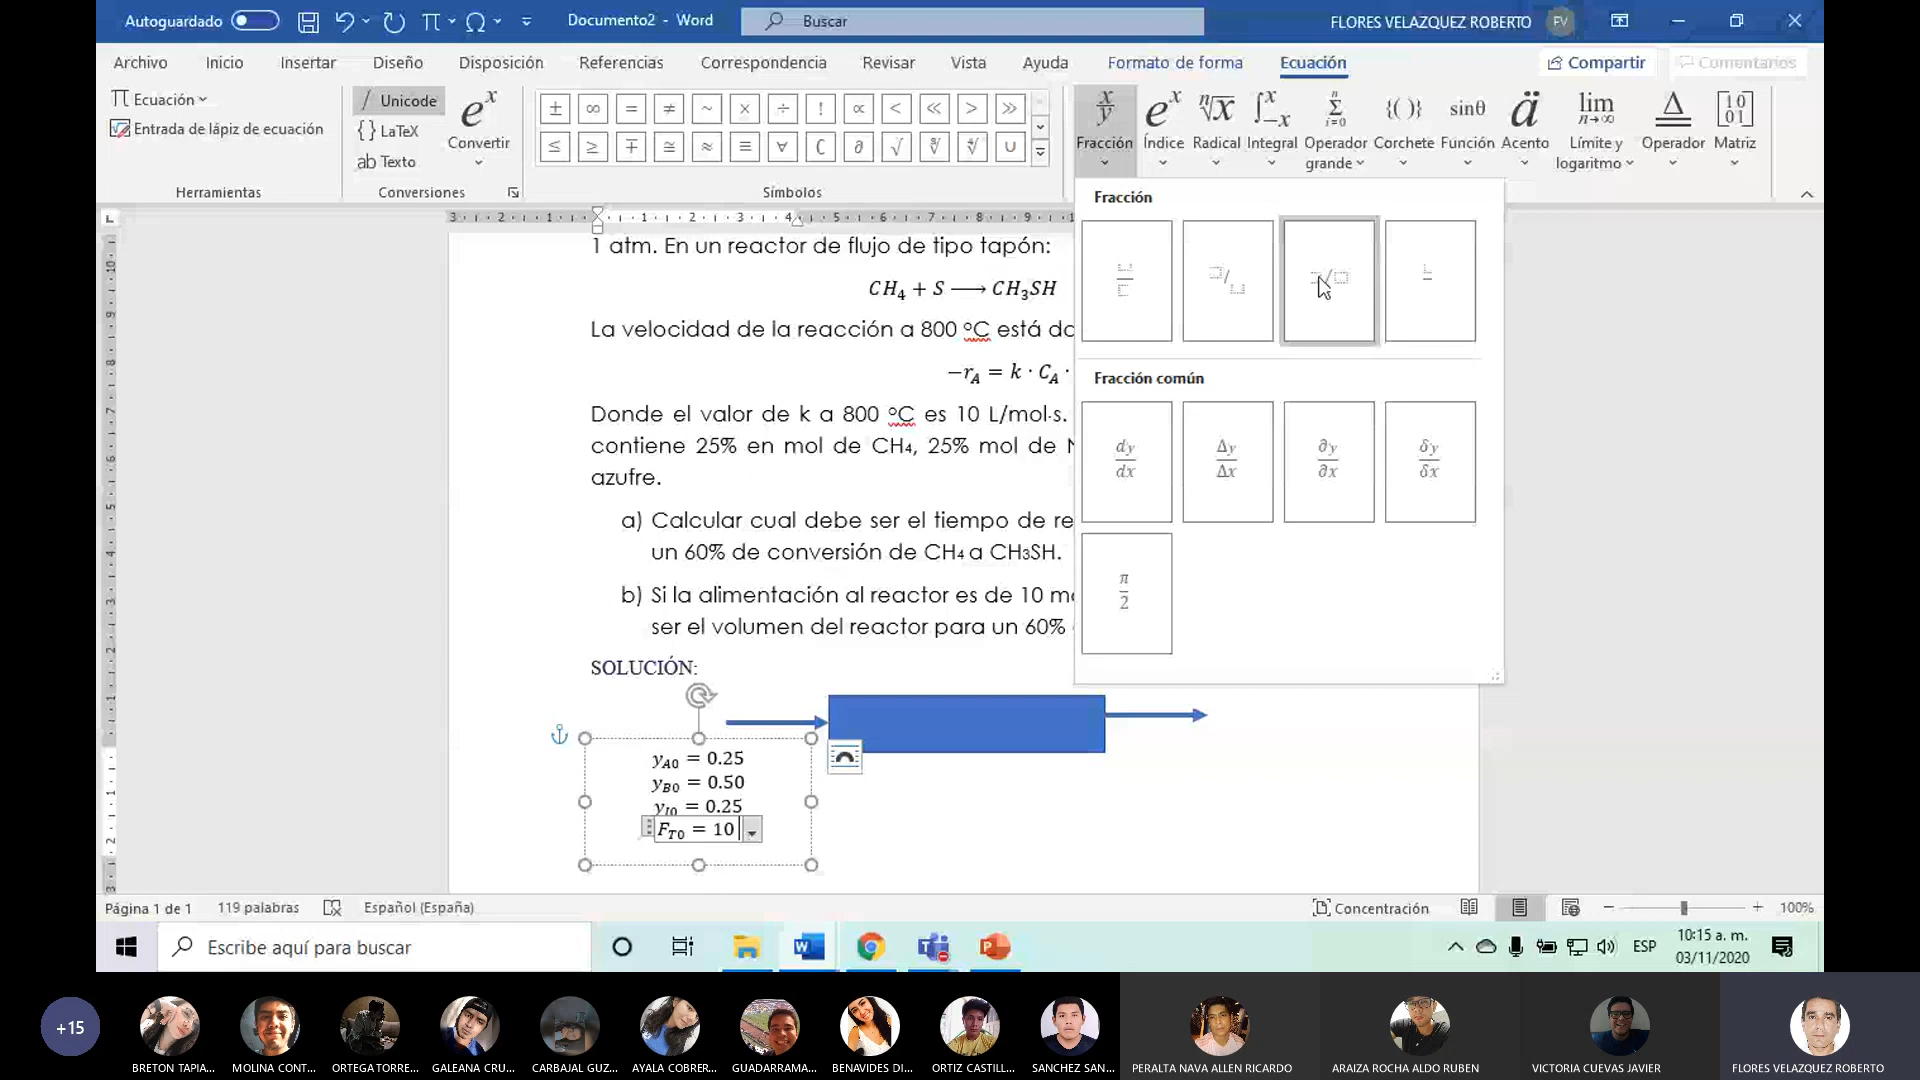 Autoguardado
Documento2 - Word
Buscar
FLORES VELAZQUEZ ROBERTO
FV
Archivo Inicio Insertar Diseño Disposición Referencias Correspondencia Revisar Vista Ayuda Formato de forma Ecuación
Compartir
Comentarios
Ecuación
Entrada de lápiz de ecuación
Herramientas
Unicode
LaTeX
ab Texto
Convertir
Conversiones
± ∞ = ≠ ~ × ÷ ! ∝ < ≪ > ≫
≤ ≥ ∓ ≅ ≈ ≡ ∀ ∁ ∂ √ ∛ ∜ ∪
Símbolos
Fracción Índice Radical Integral Operador grande Corchete Función Acento Límite y logaritmo Operador Matriz
Fracción
Fracción común
dy/dx Δy/Δx ∂y/∂x δy/δx
π/2
1 atm. En un reactor de flujo de tipo tapón:
CH₄ + S ⟶ CH₃SH
La velocidad de la reacción a 800 °C está
−r_A = k · C_A ·
Donde el valor de k a 800 °C es 10 L/mol·s.
contiene 25% en mol de CH₄, 25% mol de
azufre.
a) Calcular cual debe ser el tiempo de
un 60% de conversión de CH₄ a CH₃SH.
b) Si la alimentación al reactor es de 10
ser el volumen del reactor para un 60%
SOLUCIÓN:
y_A0 = 0.25
y_B0 = 0.50
y_I0 = 0.25
F_T0 = 10
Página 1 de 1 119 palabras Español (España)
Concentración
100%
Escribe aquí para buscar
ESP
10:15 a. m.
03/11/2020
+15
BRETON TAPIA...
MOLINA CONT...
ORTEGA TORRE...
GALEANA CRU...
CARBAJAL GUZ...
AYALA COBRER...
GUADARRAMA...
BENAVIDES DI...
ORTIZ CASTILL...
SANCHEZ SAN...
PERALTA NAVA ALLEN RICARDO
ARAIZA ROCHA ALDO RUBEN
VICTORIA CUEVAS JAVIER
FLORES VELAZQUEZ ROBERTO